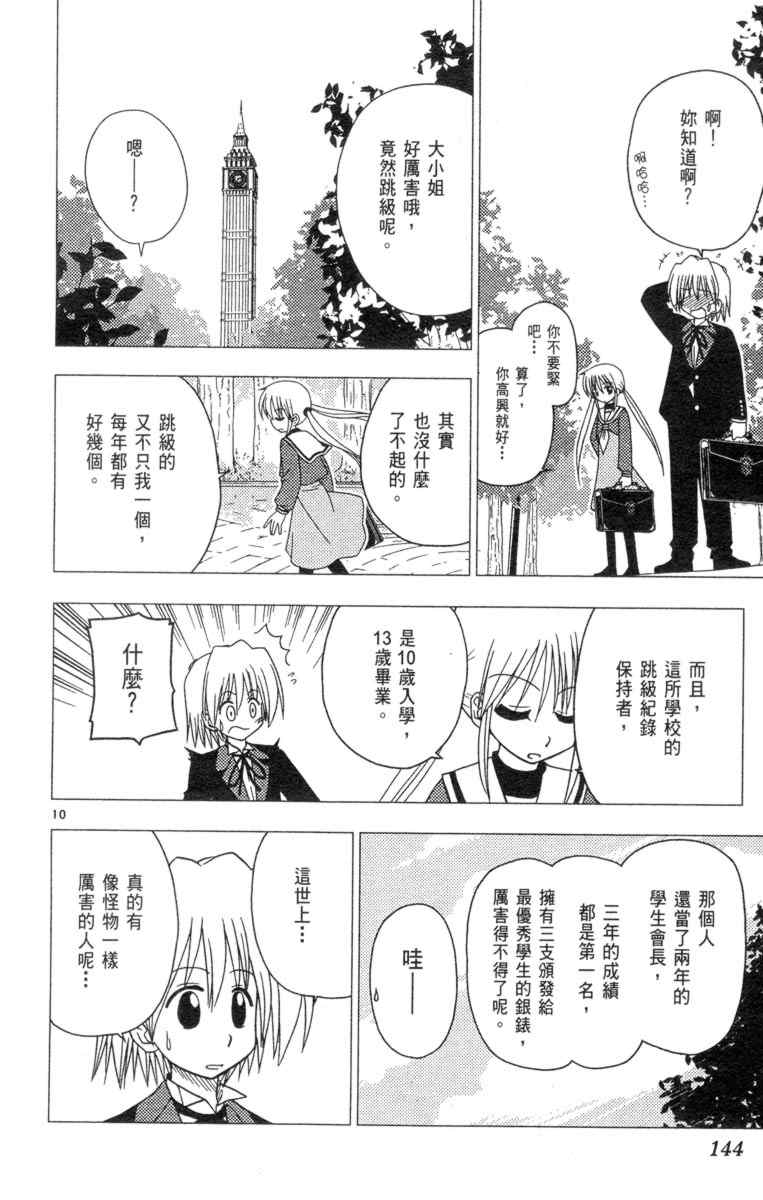 啊！
妳知道啊？
啊哈哈…
你不要緊
吧…
算了，
你高興就好…
大小姐
好厲害哦，
竟然跳級呢。
嗯——？
其實
也沒什麼
了不起的。
跳級的
又不只我一個，
每年都有
好幾個。
而且，
這所學校的
跳級紀錄
保持者，
是10歲入學，
13歲畢業。
什麼？
10
那個人
還當了兩年的
學生會長，
三年的成績
都是第一名，
擁有三支頒發給
最優秀學生的銀錶，
厲害得不得了呢。
哇——
這世上…
真的有
像怪物一樣
厲害的人呢…
144